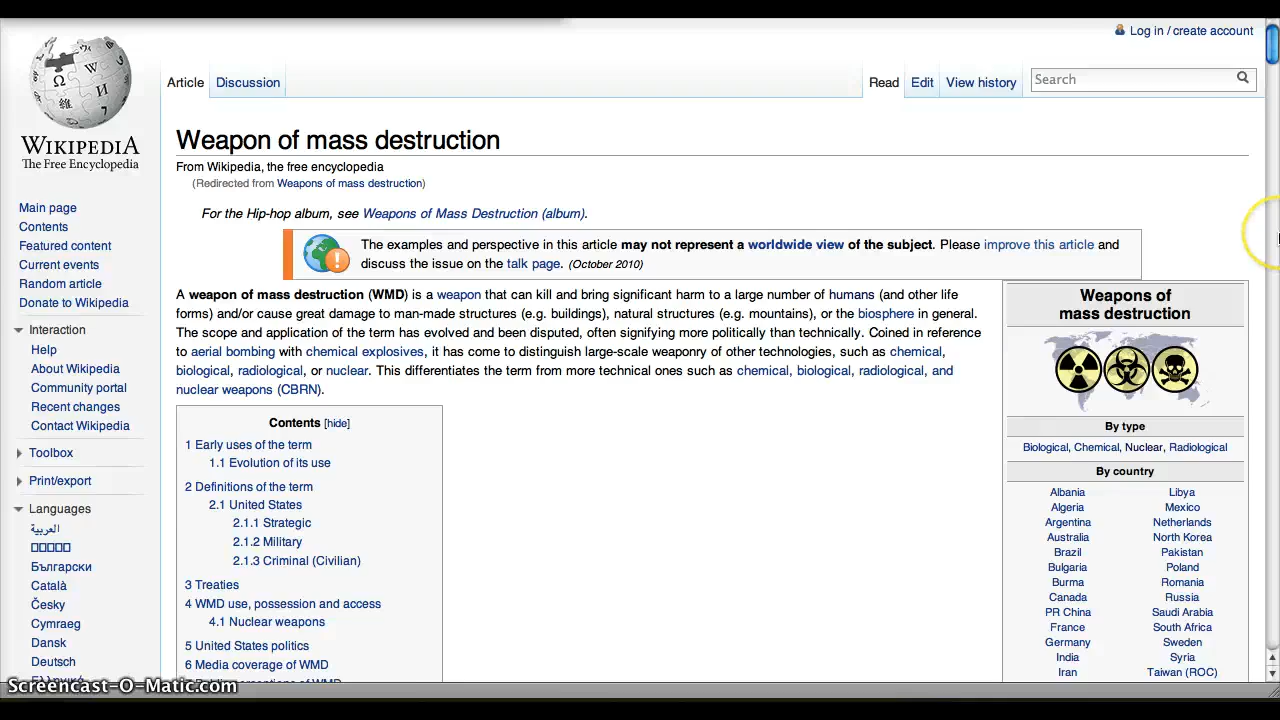 Log in / create account
Article
Discussion
Read
Edit
View history
Search
WIKIPEDIA
The Free Encyclopedia
Weapon of mass destruction
From Wikipedia, the free encyclopedia
(Redirected from Weapons of mass destruction)
For the Hip-hop album, see Weapons of Mass Destruction (album).
The examples and perspective in this article may not represent a worldwide view of the subject. Please improve this article and
discuss the issue on the talk page. (October 2010)
Main page
Contents
Featured content
Current events
Random article
Donate to Wikipedia
Interaction
Help
About Wikipedia
Community portal
Recent changes
Contact Wikipedia
Toolbox
Print/export
Languages
العربية
Български
Català
Česky
Cymraeg
Dansk
Deutsch
A weapon of mass destruction (WMD) is a weapon that can kill and bring significant harm to a large number of humans (and other life
forms) and/or cause great damage to man-made structures (e.g. buildings), natural structures (e.g. mountains), or the biosphere in general.
The scope and application of the term has evolved and been disputed, often signifying more politically than technically. Coined in reference
to aerial bombing with chemical explosives, it has come to distinguish large-scale weaponry of other technologies, such as chemical,
biological, radiological, or nuclear. This differentiates the term from more technical ones such as chemical, biological, radiological, and
nuclear weapons (CBRN).
Contents [hide]
1 Early uses of the term
1.1 Evolution of its use
2 Definitions of the term
2.1 United States
2.1.1 Strategic
2.1.2 Military
2.1.3 Criminal (Civilian)
3 Treaties
4 WMD use, possession and access
4.1 Nuclear weapons
5 United States politics
6 Media coverage of WMD
Weapons of
mass destruction
By type
Biological, Chemical, Nuclear, Radiological
By country
Albania Libya
Algeria Mexico
Argentina Netherlands
Australia North Korea
Brazil Pakistan
Bulgaria Poland
Burma Romania
Canada Russia
PR China Saudi Arabia
France South Africa
Germany Sweden
India Syria
Iran Taiwan (ROC)
Screencast-O-Matic.com